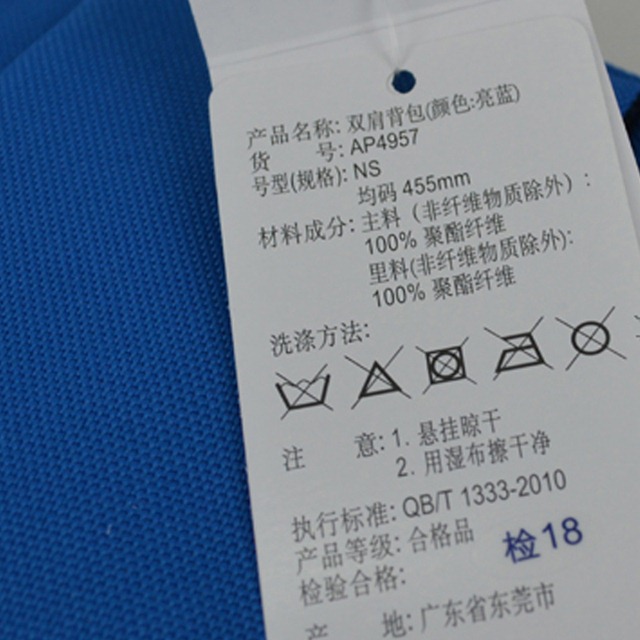 产品名称: 双肩背包(颜色:亮蓝)
货 号: AP4957
号型(规格): NS
均码 455mm
材料成分: 主料（非纤维物质除外）:
100% 聚酯纤维
里料(非纤维物质除外):
100% 聚酯纤维
洗涤方法:
注 意: 1. 悬挂晾干
2. 用湿布擦干净
执行标准: QB/T 1333-2010
产品等级: 合格品
检18
检验合格:
产 地: 广东省东莞市